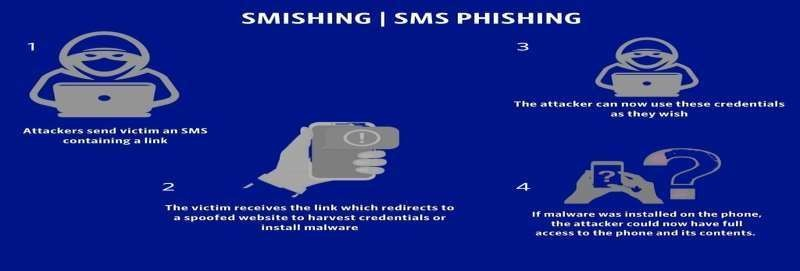 SMISHING | SMS PHISHING
1
Attackers send victim an SMS
containing a link
2
The victim receives the link which redirects to
a spoofed website to harvest credentials or
install malware
3
The attacker can now use these credentials
as they wish
4
If malware was installed on the phone,
the attacker could now have full
access to the phone and its contents.